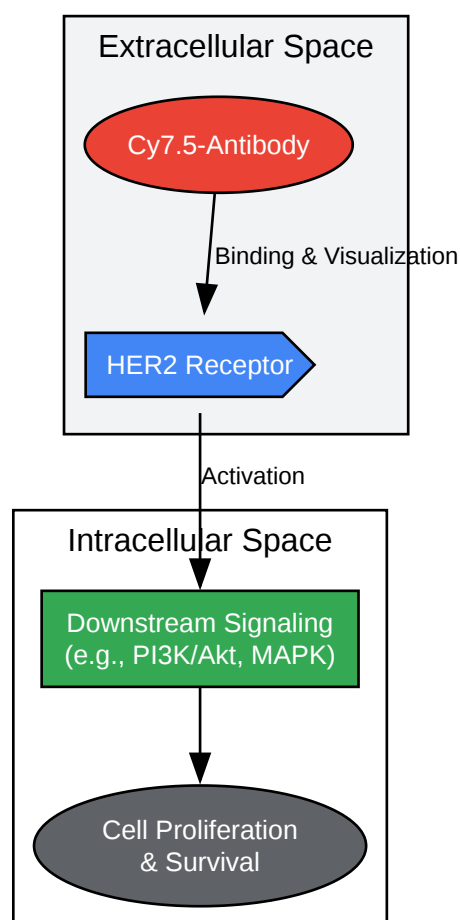 Extracellular Space
Cy7.5-Antibody
Binding & Visualization
HER2 Receptor
Activation
Intracellular Space
Downstream Signaling
(e.g., PI3K/Akt, MAPK)
Cell Proliferation
& Survival